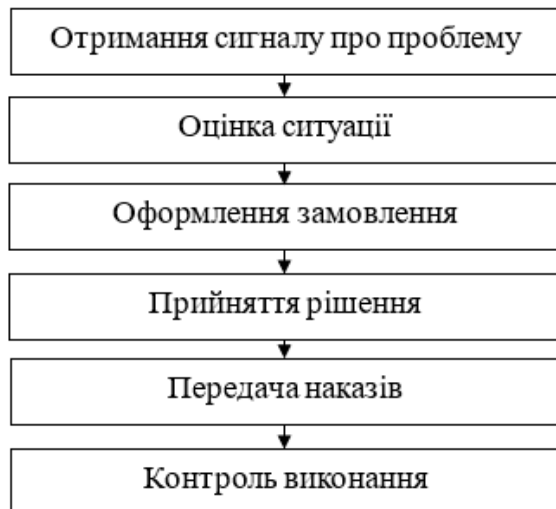 Отримання сигналу про проблему
Оцінка ситуації
Оформлення замовлення
Прийняття рішення
Передача наказів
Контроль виконання